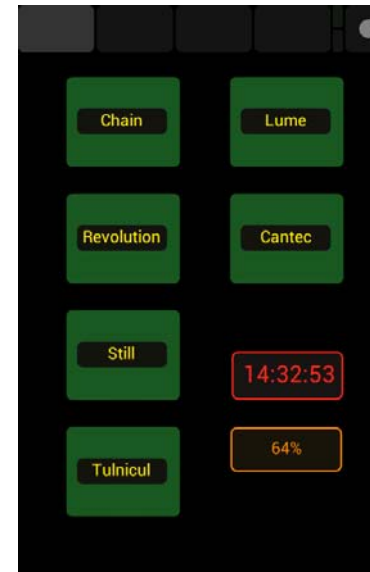 Chain
Lume
Revolution
Cantec
Still
14:32:53
64%
Tulnicul